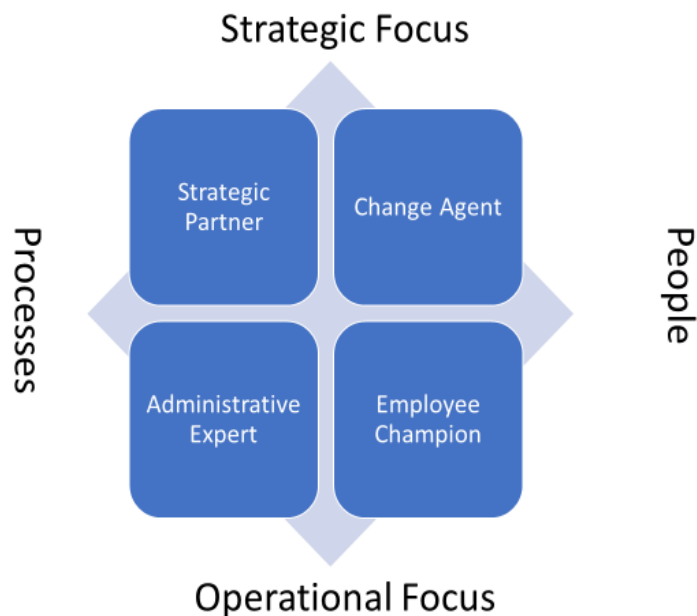 Strategic Focus
Strategic
Partner
Change Agent
Processes
People
Administrative
Expert
Employee
Champion
Operational Focus